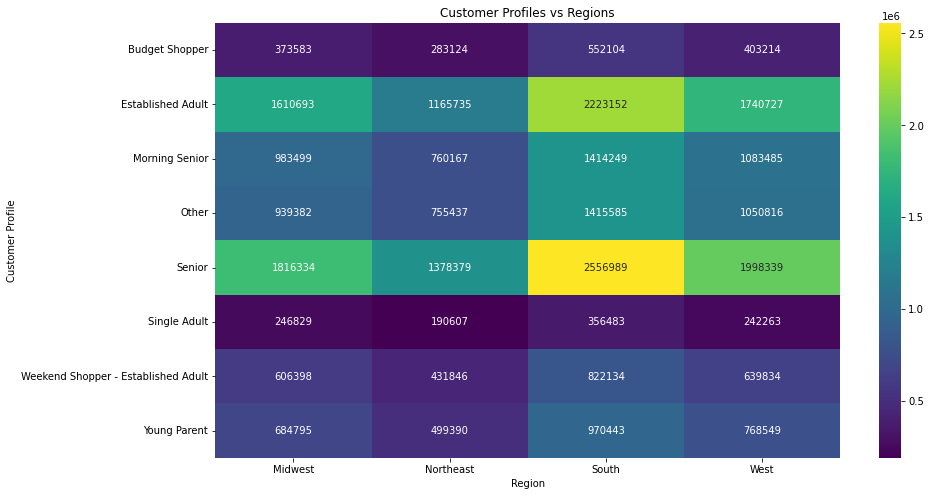 Customer Profiles vs Regions
1e6
Budget Shopper 373583 283124 552104 403214
Established Adult 1610693 1165735 2223152 1740727
Morning Senior 983499 760167 1414249 1083485
Other 939382 755437 1415585 1050816
Senior 1816334 1378379 2556989 1998339
Single Adult 246829 190607 356483 242263
Weekend Shopper - Established Adult 606398 431846 822134 639834
Young Parent 684795 499390 970443 768549
Customer Profile
Midwest Northeast South West
Region
2.5
2.0
1.5
1.0
0.5